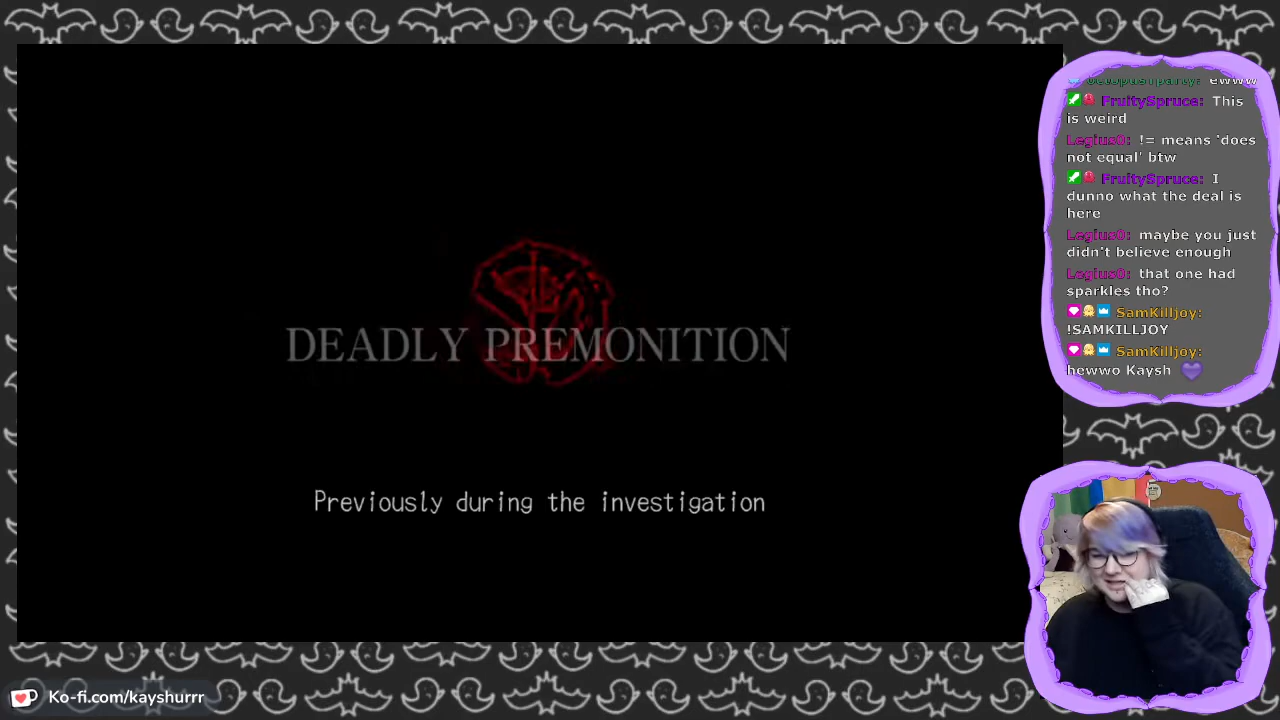 DEADLY PREMONITION
Previously during the investigation
octopusnparty: ewww
FruitySpruce: This
is weird
Legius0: != means 'does
not equal' btw
FruitySpruce: I
dunno what the deal is
here
Legius0: maybe you just
didn't believe enough
Legius0: that one had
sparkles tho?
SamKilljoy:
!SAMKILLJOY
SamKilljoy:
hewwo Kaysh
Ko-fi.com/kayshurrr